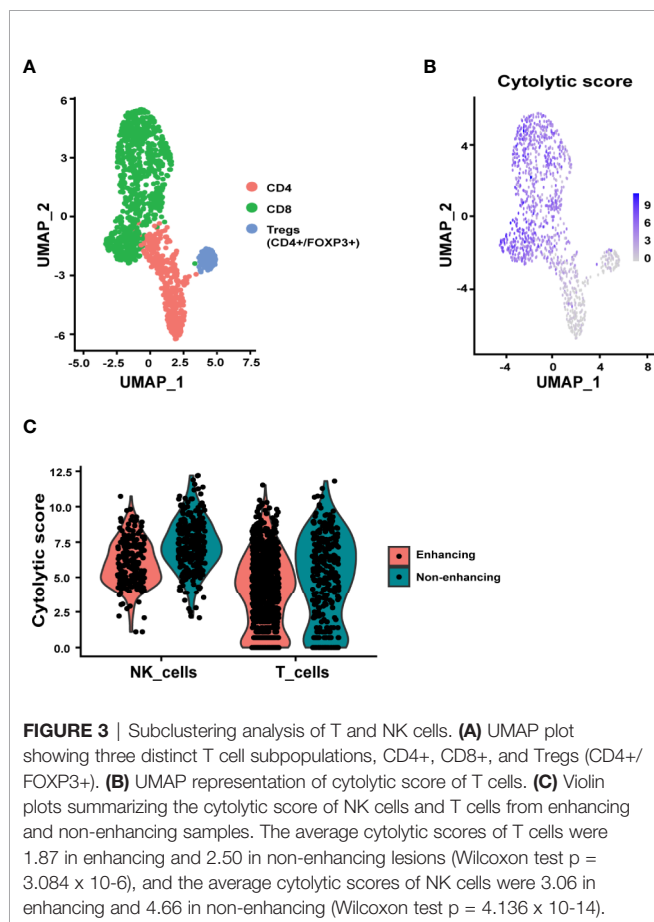 A
UMAP_2
6
3
0
-3
-6
-5.0 -2.5 0 2.5 5.0 7.5
UMAP_1
CD4
CD8
Tregs
(CD4+/FOXP3+)
B
Cytolytic score
UMAP_2
4
0
-4
-4 0 4 8
UMAP_1
9
6
3
0
C
Cytolytic score
12.5
10.0
7.5
5.0
2.5
0.0
NK_cells T_cells
Enhancing
Non-enhancing
FIGURE 3 | Subclustering analysis of T and NK cells. (A) UMAP plot
showing three distinct T cell subpopulations, CD4+, CD8+, and Tregs (CD4+/
FOXP3+). (B) UMAP representation of cytolytic score of T cells. (C) Violin
plots summarizing the cytolytic score of NK cells and T cells from enhancing
and non-enhancing samples. The average cytolytic scores of T cells were
1.87 in enhancing and 2.50 in non-enhancing lesions (Wilcoxon test p =
3.084 x 10-6), and the average cytolytic scores of NK cells were 3.06 in
enhancing and 4.66 in non-enhancing (Wilcoxon test p = 4.136 x 10-14).